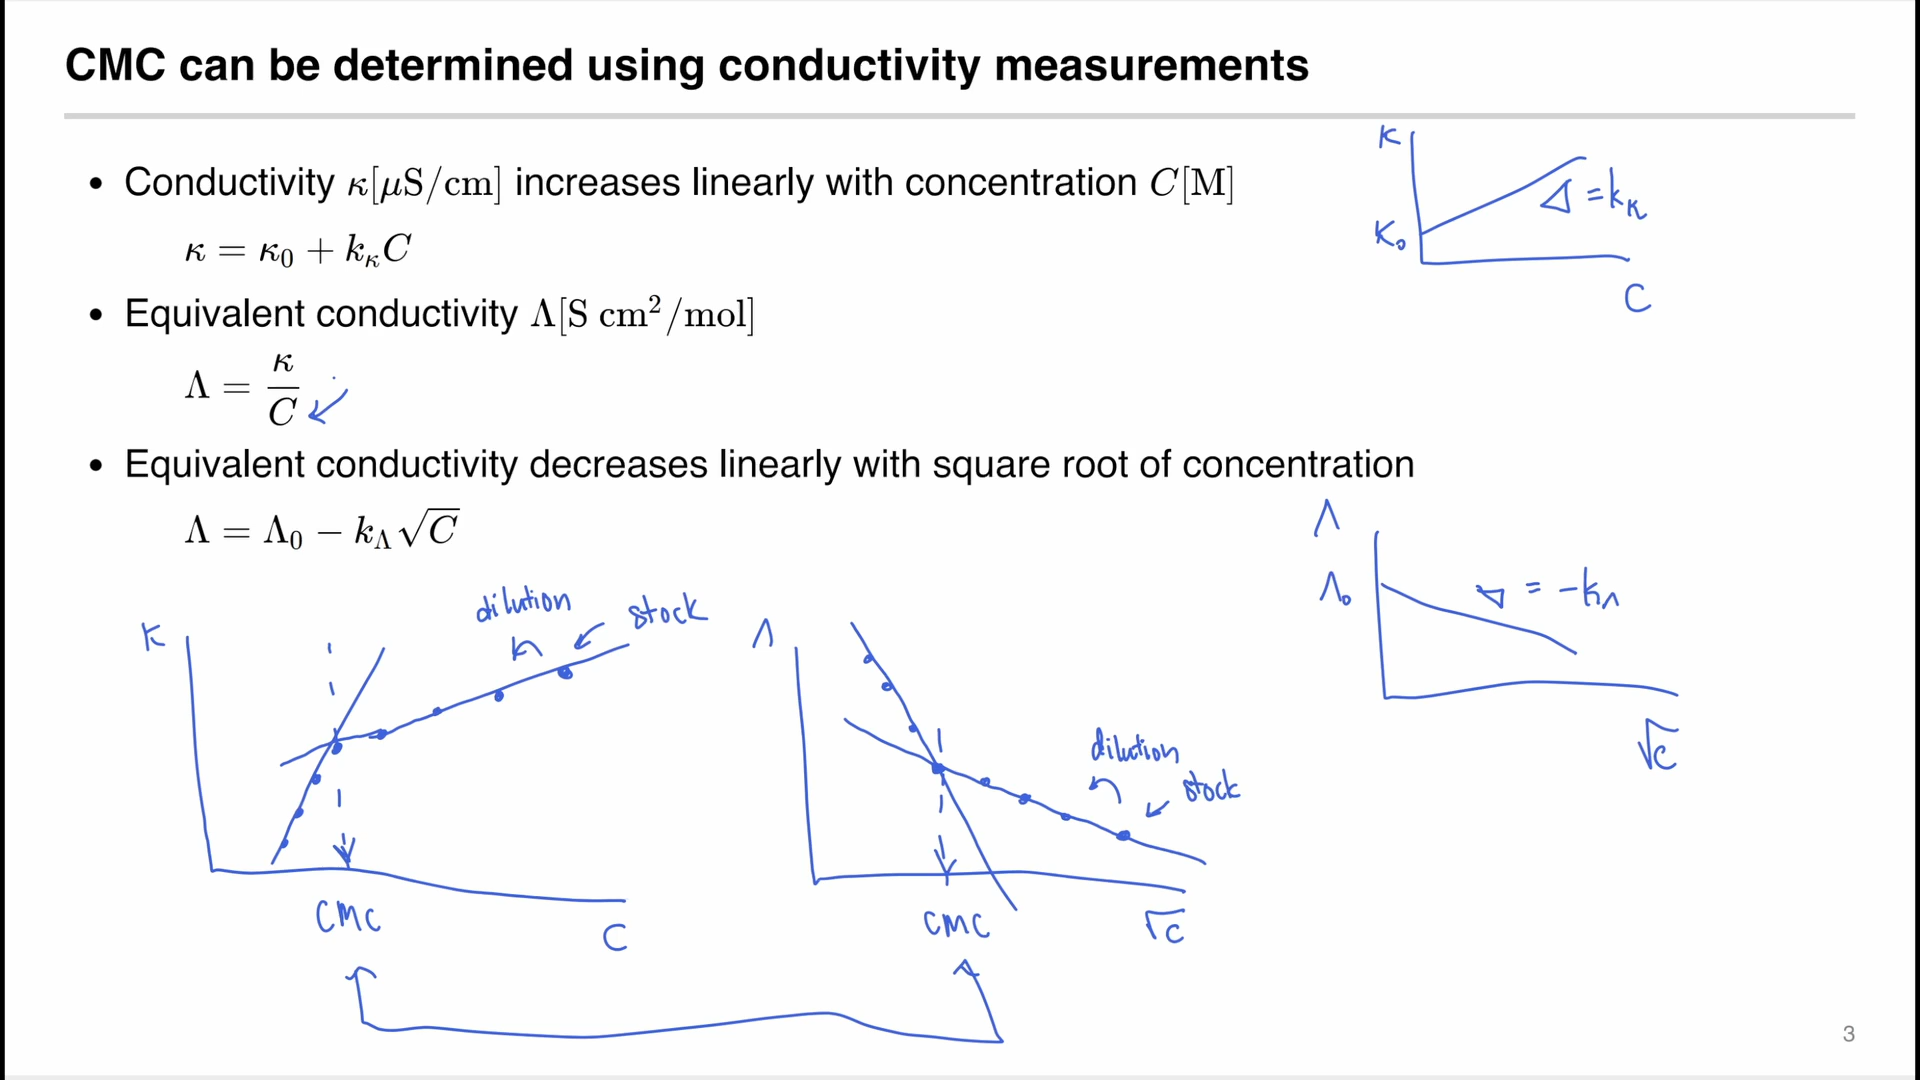 CMC can be determined using conductivity measurements
• Conductivity κ[μS/cm] increases linearly with concentration C[M]
κ = κ₀ + k_κ C
κ
κ₀
◁ = k_κ
C
• Equivalent conductivity Λ[S cm²/mol]
Λ = κ/C
• Equivalent conductivity decreases linearly with square root of concentration
Λ = Λ₀ − k_Λ √C
Λ
Λ₀
= -k_Λ
√C
κ
dilution
stock
CMC
C
Λ
dilution
stock
CMC
√C
3